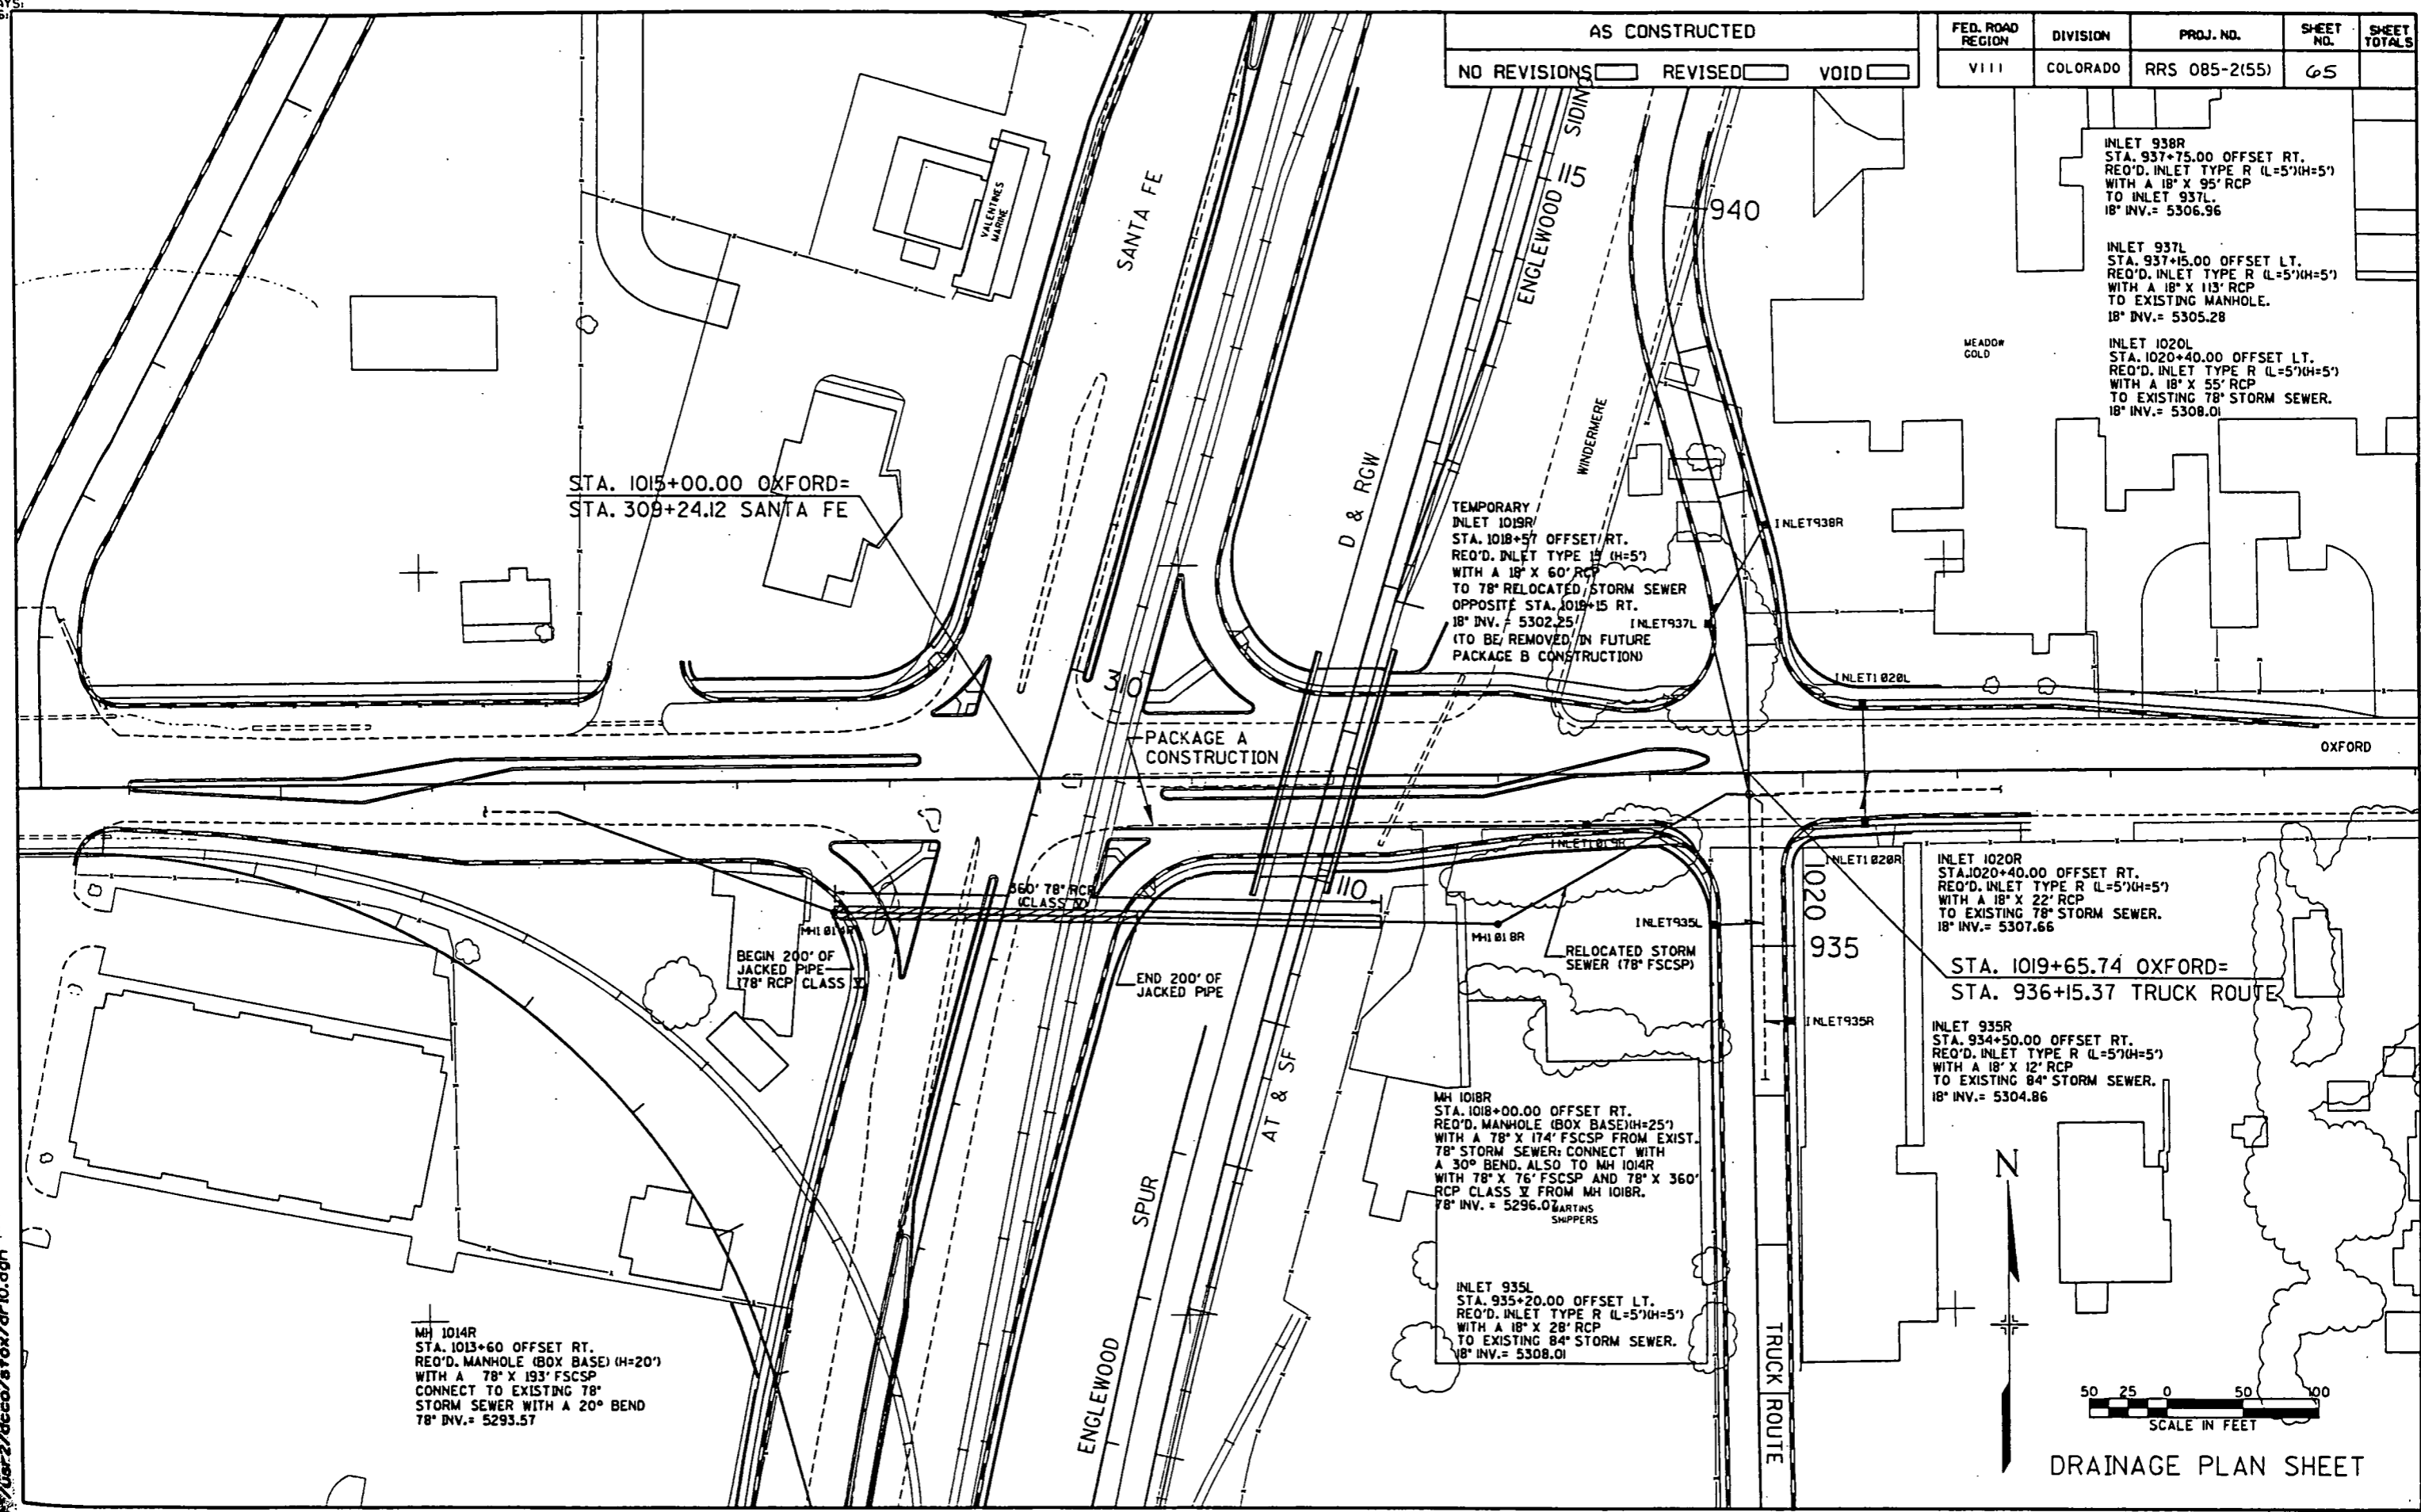 AS CONSTRUCTED
NO REVISIONS REVISED VOID
FED. ROAD REGION DIVISION PROJ. NO. SHEET NO. SHEET TOTALS
VIII COLORADO RRS 085-2(55) 65
INLET 938R
STA. 937+75.00 OFFSET RT.
REQ'D. INLET TYPE R (L=5')(H=5')
WITH A 18" X 95' RCP
TO INLET 937L.
18" INV.= 5306.96
INLET 937L
STA. 937+15.00 OFFSET LT.
REQ'D. INLET TYPE R (L=5')(H=5')
WITH A 18" X 113' RCP
TO EXISTING MANHOLE.
18" INV.= 5305.28
INLET 1020L
STA. 1020+40.00 OFFSET LT.
REQ'D. INLET TYPE R (L=5')(H=5')
WITH A 18" X 55' RCP
TO EXISTING 78" STORM SEWER.
18" INV.= 5308.01
VALENTINES
MARINE
SANTA FE
ENGLEWOOD SIDING
115
940
MEADOW
GOLD
WINDERMERE
D & RGW
STA. 1015+00.00 OXFORD=
STA. 309+24.12 SANTA FE
TEMPORARY
INLET 1019R
STA. 1018+57 OFFSET RT.
REQ'D. INLET TYPE 13 (H=5')
WITH A 18" X 60' RCP
TO 78" RELOCATED STORM SEWER
OPPOSITE STA. 1018+15 RT.
18" INV. = 5302.25
(TO BE REMOVED IN FUTURE
PACKAGE B CONSTRUCTION)
INLET938R
INLET937L
INLET1020L
310
PACKAGE A
CONSTRUCTION
OXFORD
INLET1019R
INLET1020R
360' 78" RCP
(CLASS V)
110
1020
MH1014R
MH1018R
INLET935L
935
BEGIN 200' OF
JACKED PIPE
(78" RCP CLASS V)
END 200' OF
JACKED PIPE
RELOCATED STORM
SEWER (78" FSCSP)
INLET 1020R
STA.1020+40.00 OFFSET RT.
REQ'D. INLET TYPE R (L=5')(H=5')
WITH A 18" X 22' RCP
TO EXISTING 78" STORM SEWER.
18" INV.= 5307.66
STA. 1019+65.74 OXFORD=
STA. 936+15.37 TRUCK ROUTE
INLET935R
INLET 935R
STA. 934+50.00 OFFSET RT.
REQ'D. INLET TYPE R (L=5')(H=5')
WITH A 18" X 12' RCP
TO EXISTING 84" STORM SEWER.
18" INV.= 5304.86
AT & SF
MH 1018R
STA. 1018+00.00 OFFSET RT.
REQ'D. MANHOLE (BOX BASE)(H=25')
WITH A 78" X 174' FSCSP FROM EXIST.
78" STORM SEWER; CONNECT WITH
A 30° BEND. ALSO TO MH 1014R
WITH 78" X 76' FSCSP AND 78" X 360'
RCP CLASS V FROM MH 1018R.
78" INV. = 5296.07
MARTINS
SHIPPERS
N
ENGLEWOOD SPUR
INLET 935L
STA. 935+20.00 OFFSET LT.
REQ'D. INLET TYPE R (L=5')(H=5')
WITH A 18" X 28' RCP
TO EXISTING 84" STORM SEWER.
18" INV.= 5308.01
TRUCK ROUTE
MH 1014R
STA. 1013+60 OFFSET RT.
REQ'D. MANHOLE (BOX BASE) (H=20')
WITH A 78" X 193' FSCSP
CONNECT TO EXISTING 78"
STORM SEWER WITH A 20° BEND
78" INV.= 5293.57
50 25 0 50 100
SCALE IN FEET
DRAINAGE PLAN SHEET